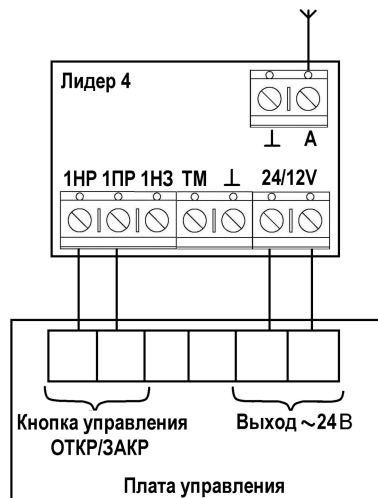 Лидер 4
⊥ А
1НР 1ПР 1НЗ ТМ ⊥ 24/12V
Кнопка управления
ОТКР/ЗАКР
Выход ~24В
Плата управления